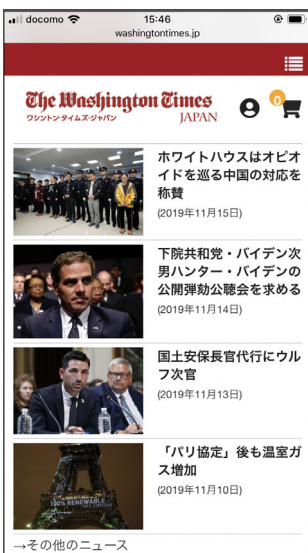 docomo 15:46
washingtontimes.jp
The Washington Times
ワシントン・タイムズ・ジャパン JAPAN
0
ホワイトハウスはオピオ
イドを巡る中国の対応を
称賛
(2019年11月15日)
下院共和党・バイデン次
男ハンター・バイデンの
公開弾劾公聴会を求める
(2019年11月14日)
国土安保長官代行にウル
フ次官
(2019年11月13日)
「パリ協定」後も温室ガ
ス増加
(2019年11月10日)
100% RENEWABLE
→その他のニュース